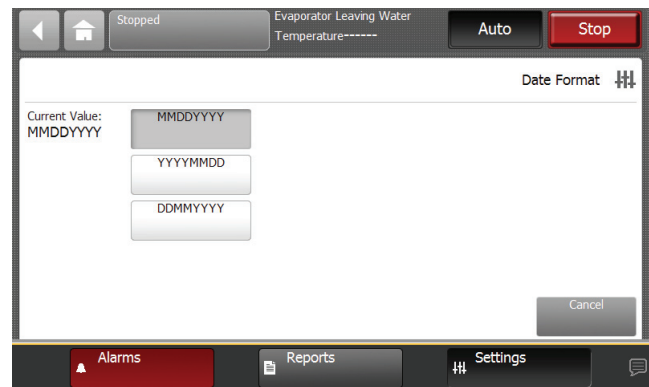 Stopped
Evaporator Leaving Water
Temperature------
Auto
Stop
Date Format
Current Value:
MMDDYYYY
MMDDYYYY
YYYYMMDD
DDMMYYYY
Cancel
Alarms
Reports
Settings